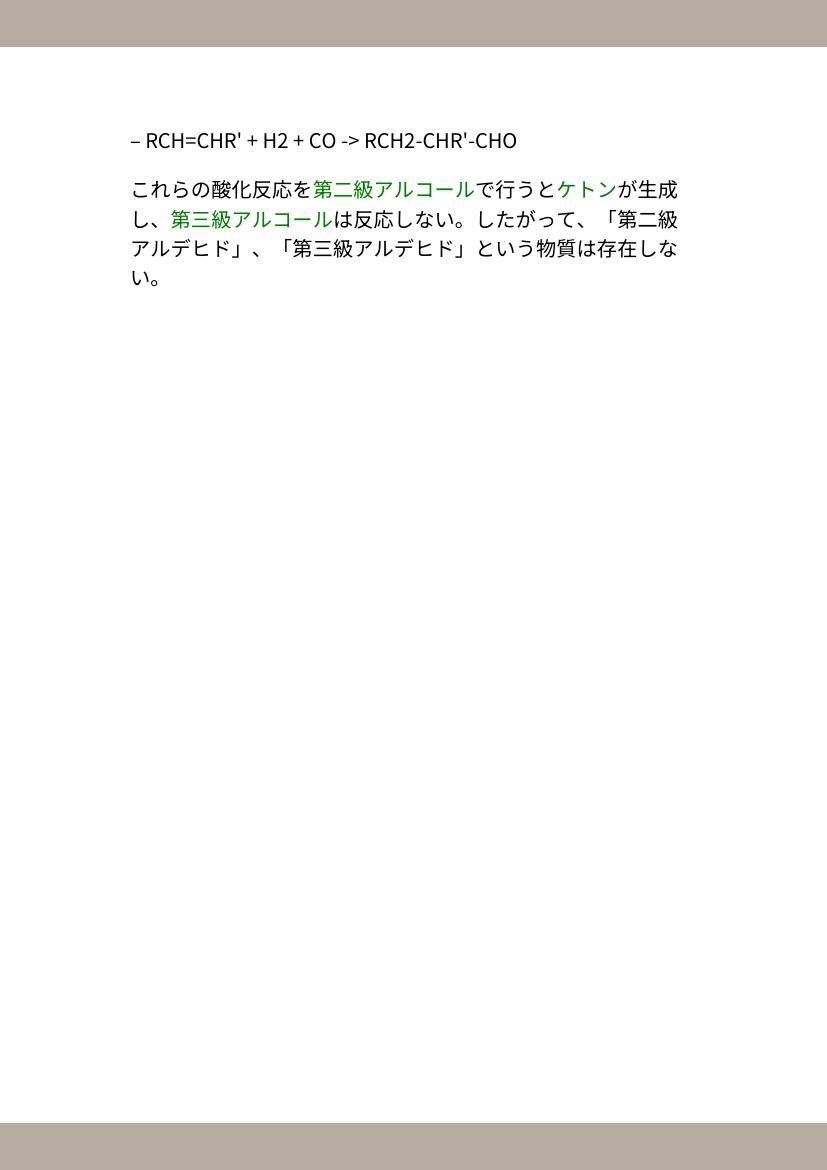 – RCH=CHR' + H2 + CO -> RCH2-CHR'-CHO
これらの酸化反応を第二級アルコールで行うとケトンが生成
し、第三級アルコールは反応しない。したがって、「第二級
アルデヒド」、「第三級アルデヒド」という物質は存在しな
い。